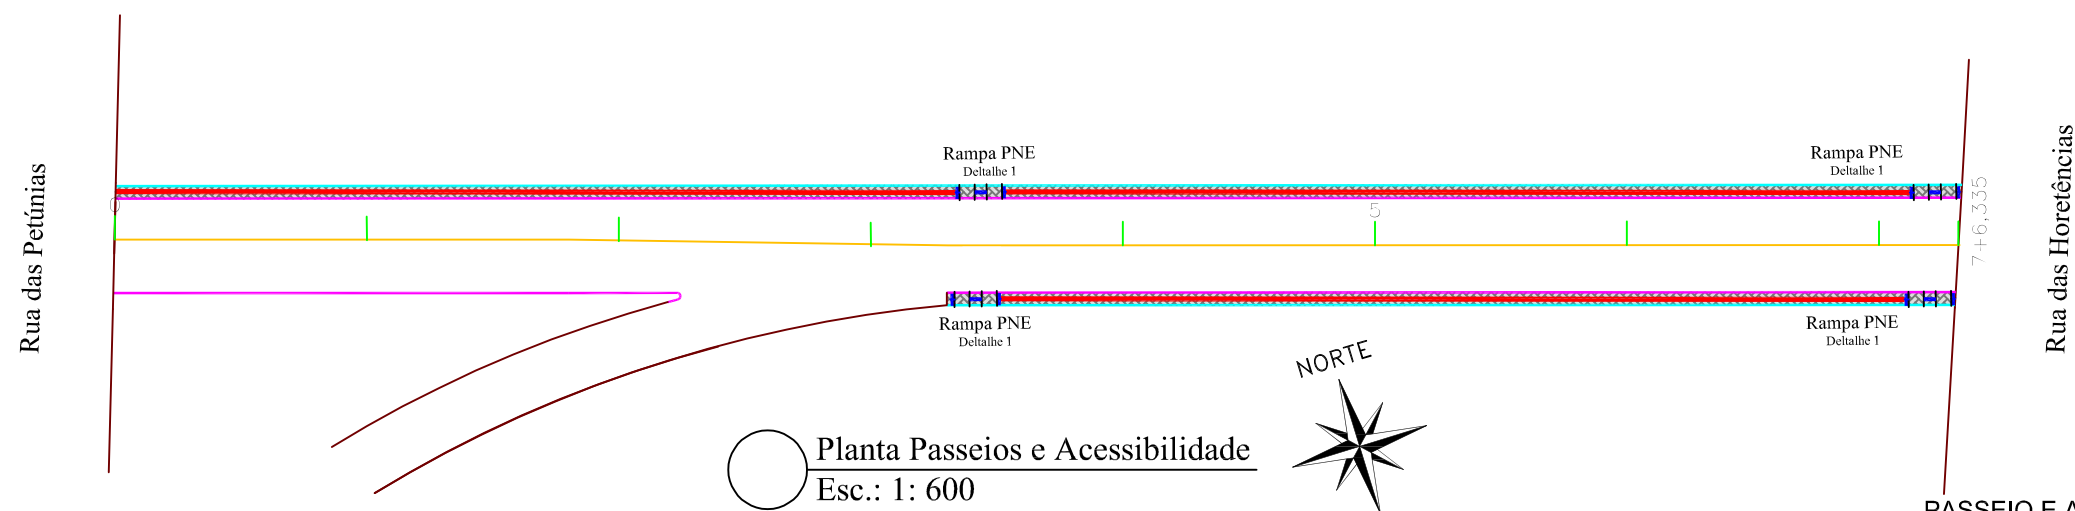 Rua das Petúnias
Rampa PNE
Deltalhe 1
Rampa PNE
Deltalhe 1
0
5
7+6,335
Rua das Horetências
Rampa PNE
Deltalhe 1
Rampa PNE
Deltalhe 1
NORTE
Planta Passeios e Acessibilidade
Esc.: 1: 600
PASSEIO E A